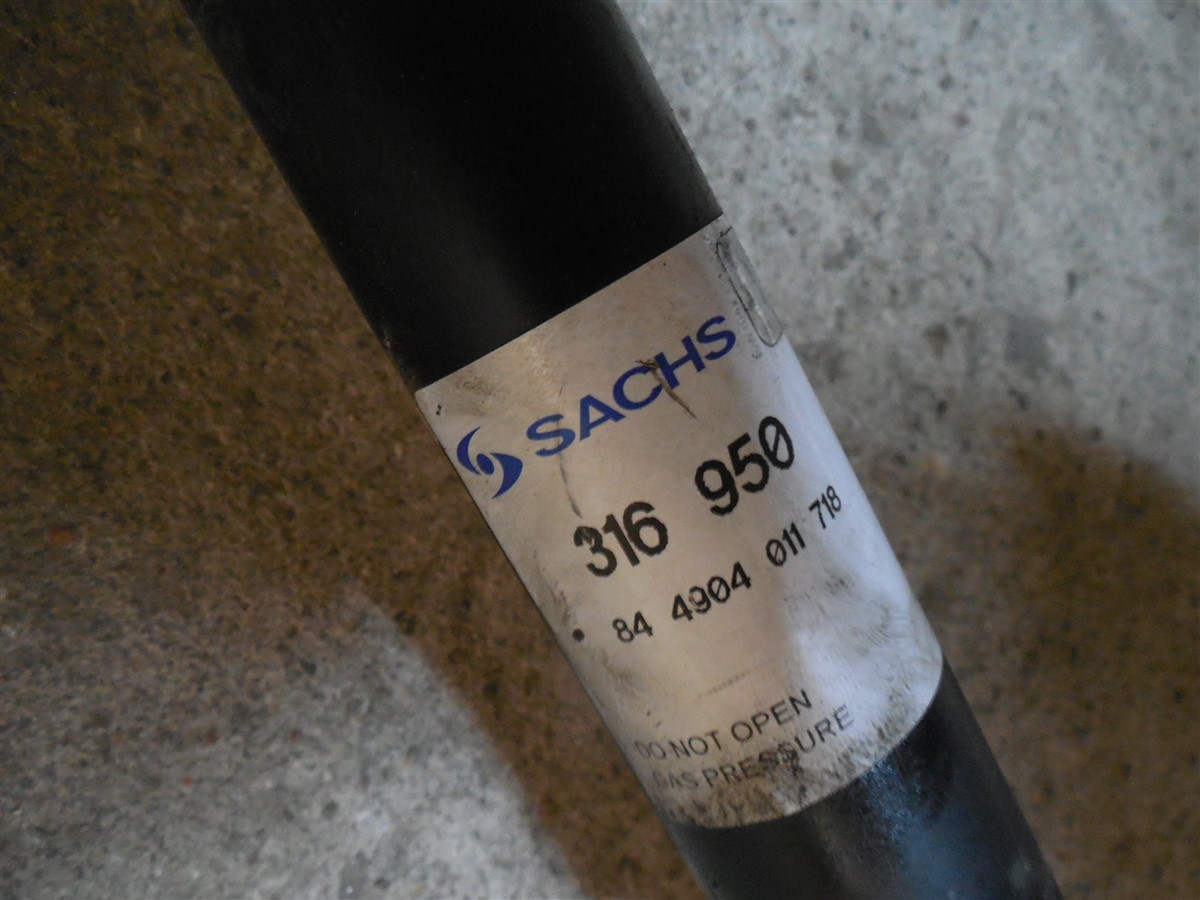 SACHS
316 950
84 4904 011 718
DO NOT OPEN
GAS PRESSURE